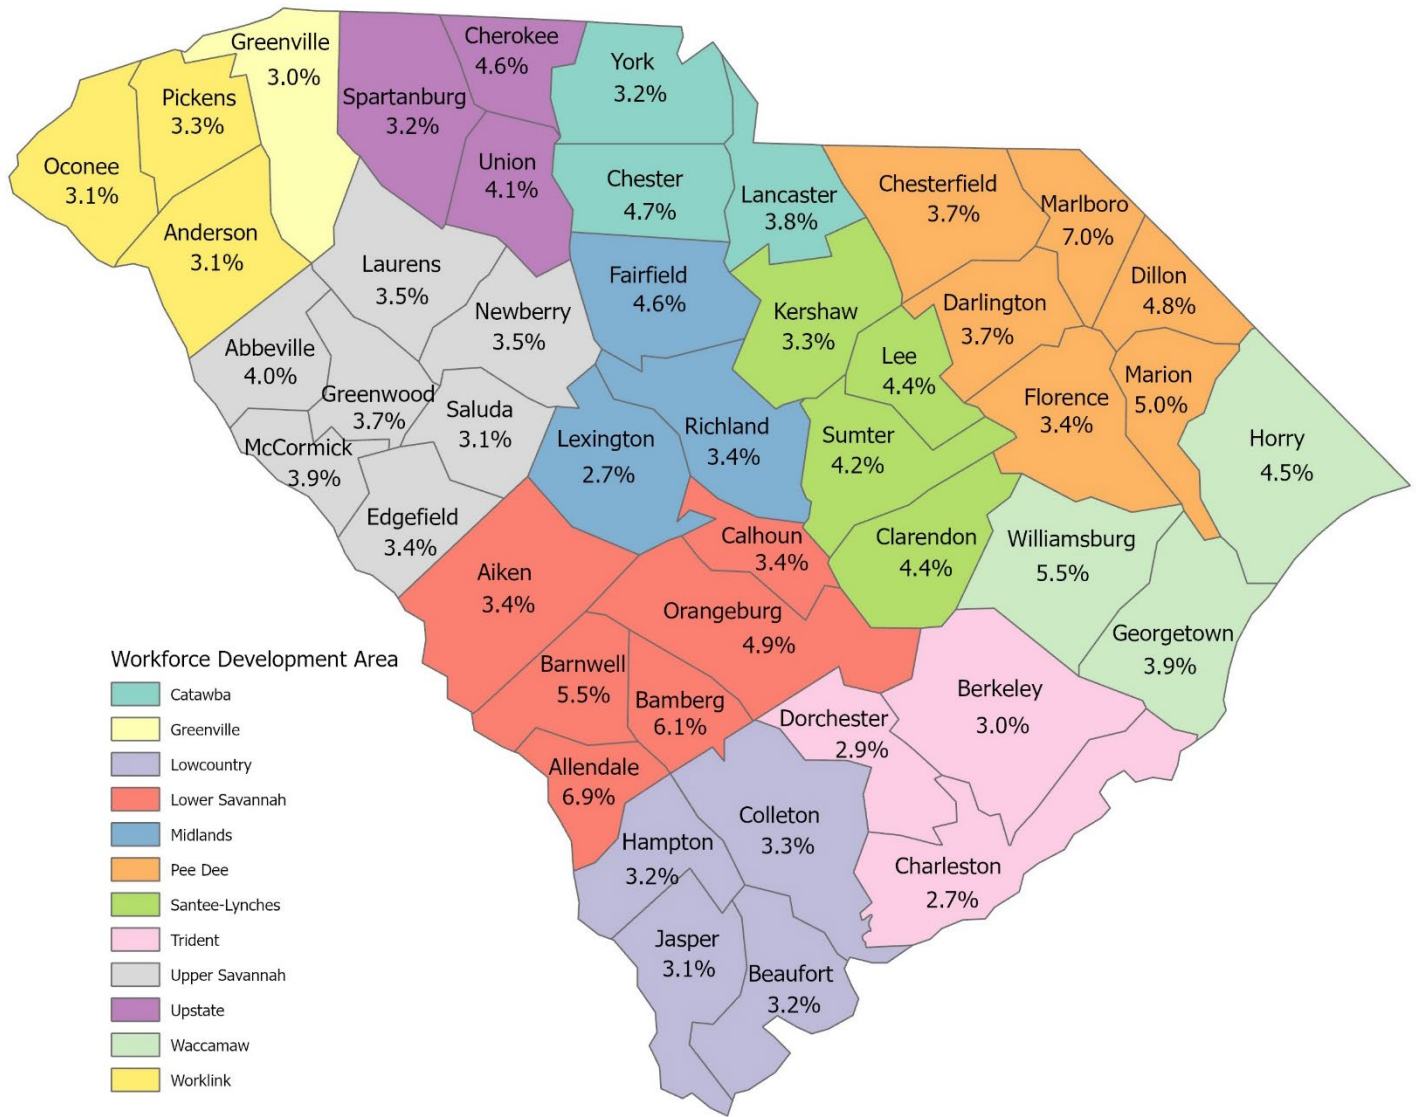 Greenville
3.0%
Cherokee
4.6%
York
3.2%
Pickens
3.3%
Spartanburg
3.2%
Oconee
3.1%
Union
4.1%
Chester
4.7%
Lancaster
3.8%
Chesterfield
3.7%
Marlboro
7.0%
Anderson
3.1%
Laurens
3.5%
Fairfield
4.6%
Dillon
4.8%
Newberry
3.5%
Kershaw
3.3%
Darlington
3.7%
Abbeville
4.0%
Lee
4.4%
Marion
5.0%
Greenwood
3.7%
Saluda
3.1%
Florence
3.4%
McCormick
3.9%
Lexington
2.7%
Richland
3.4%
Sumter
4.2%
Horry
4.5%
Edgefield
3.4%
Calhoun
3.4%
Clarendon
4.4%
Williamsburg
5.5%
Aiken
3.4%
Orangeburg
4.9%
Georgetown
3.9%
Barnwell
5.5%
Bamberg
6.1%
Berkeley
3.0%
Dorchester
2.9%
Allendale
6.9%
Colleton
3.3%
Hampton
3.2%
Charleston
2.7%
Jasper
3.1%
Beaufort
3.2%
Workforce Development Area
Catawba
Greenville
Lowcountry
Lower Savannah
Midlands
Pee Dee
Santee-Lynches
Trident
Upper Savannah
Upstate
Waccamaw
Worklink